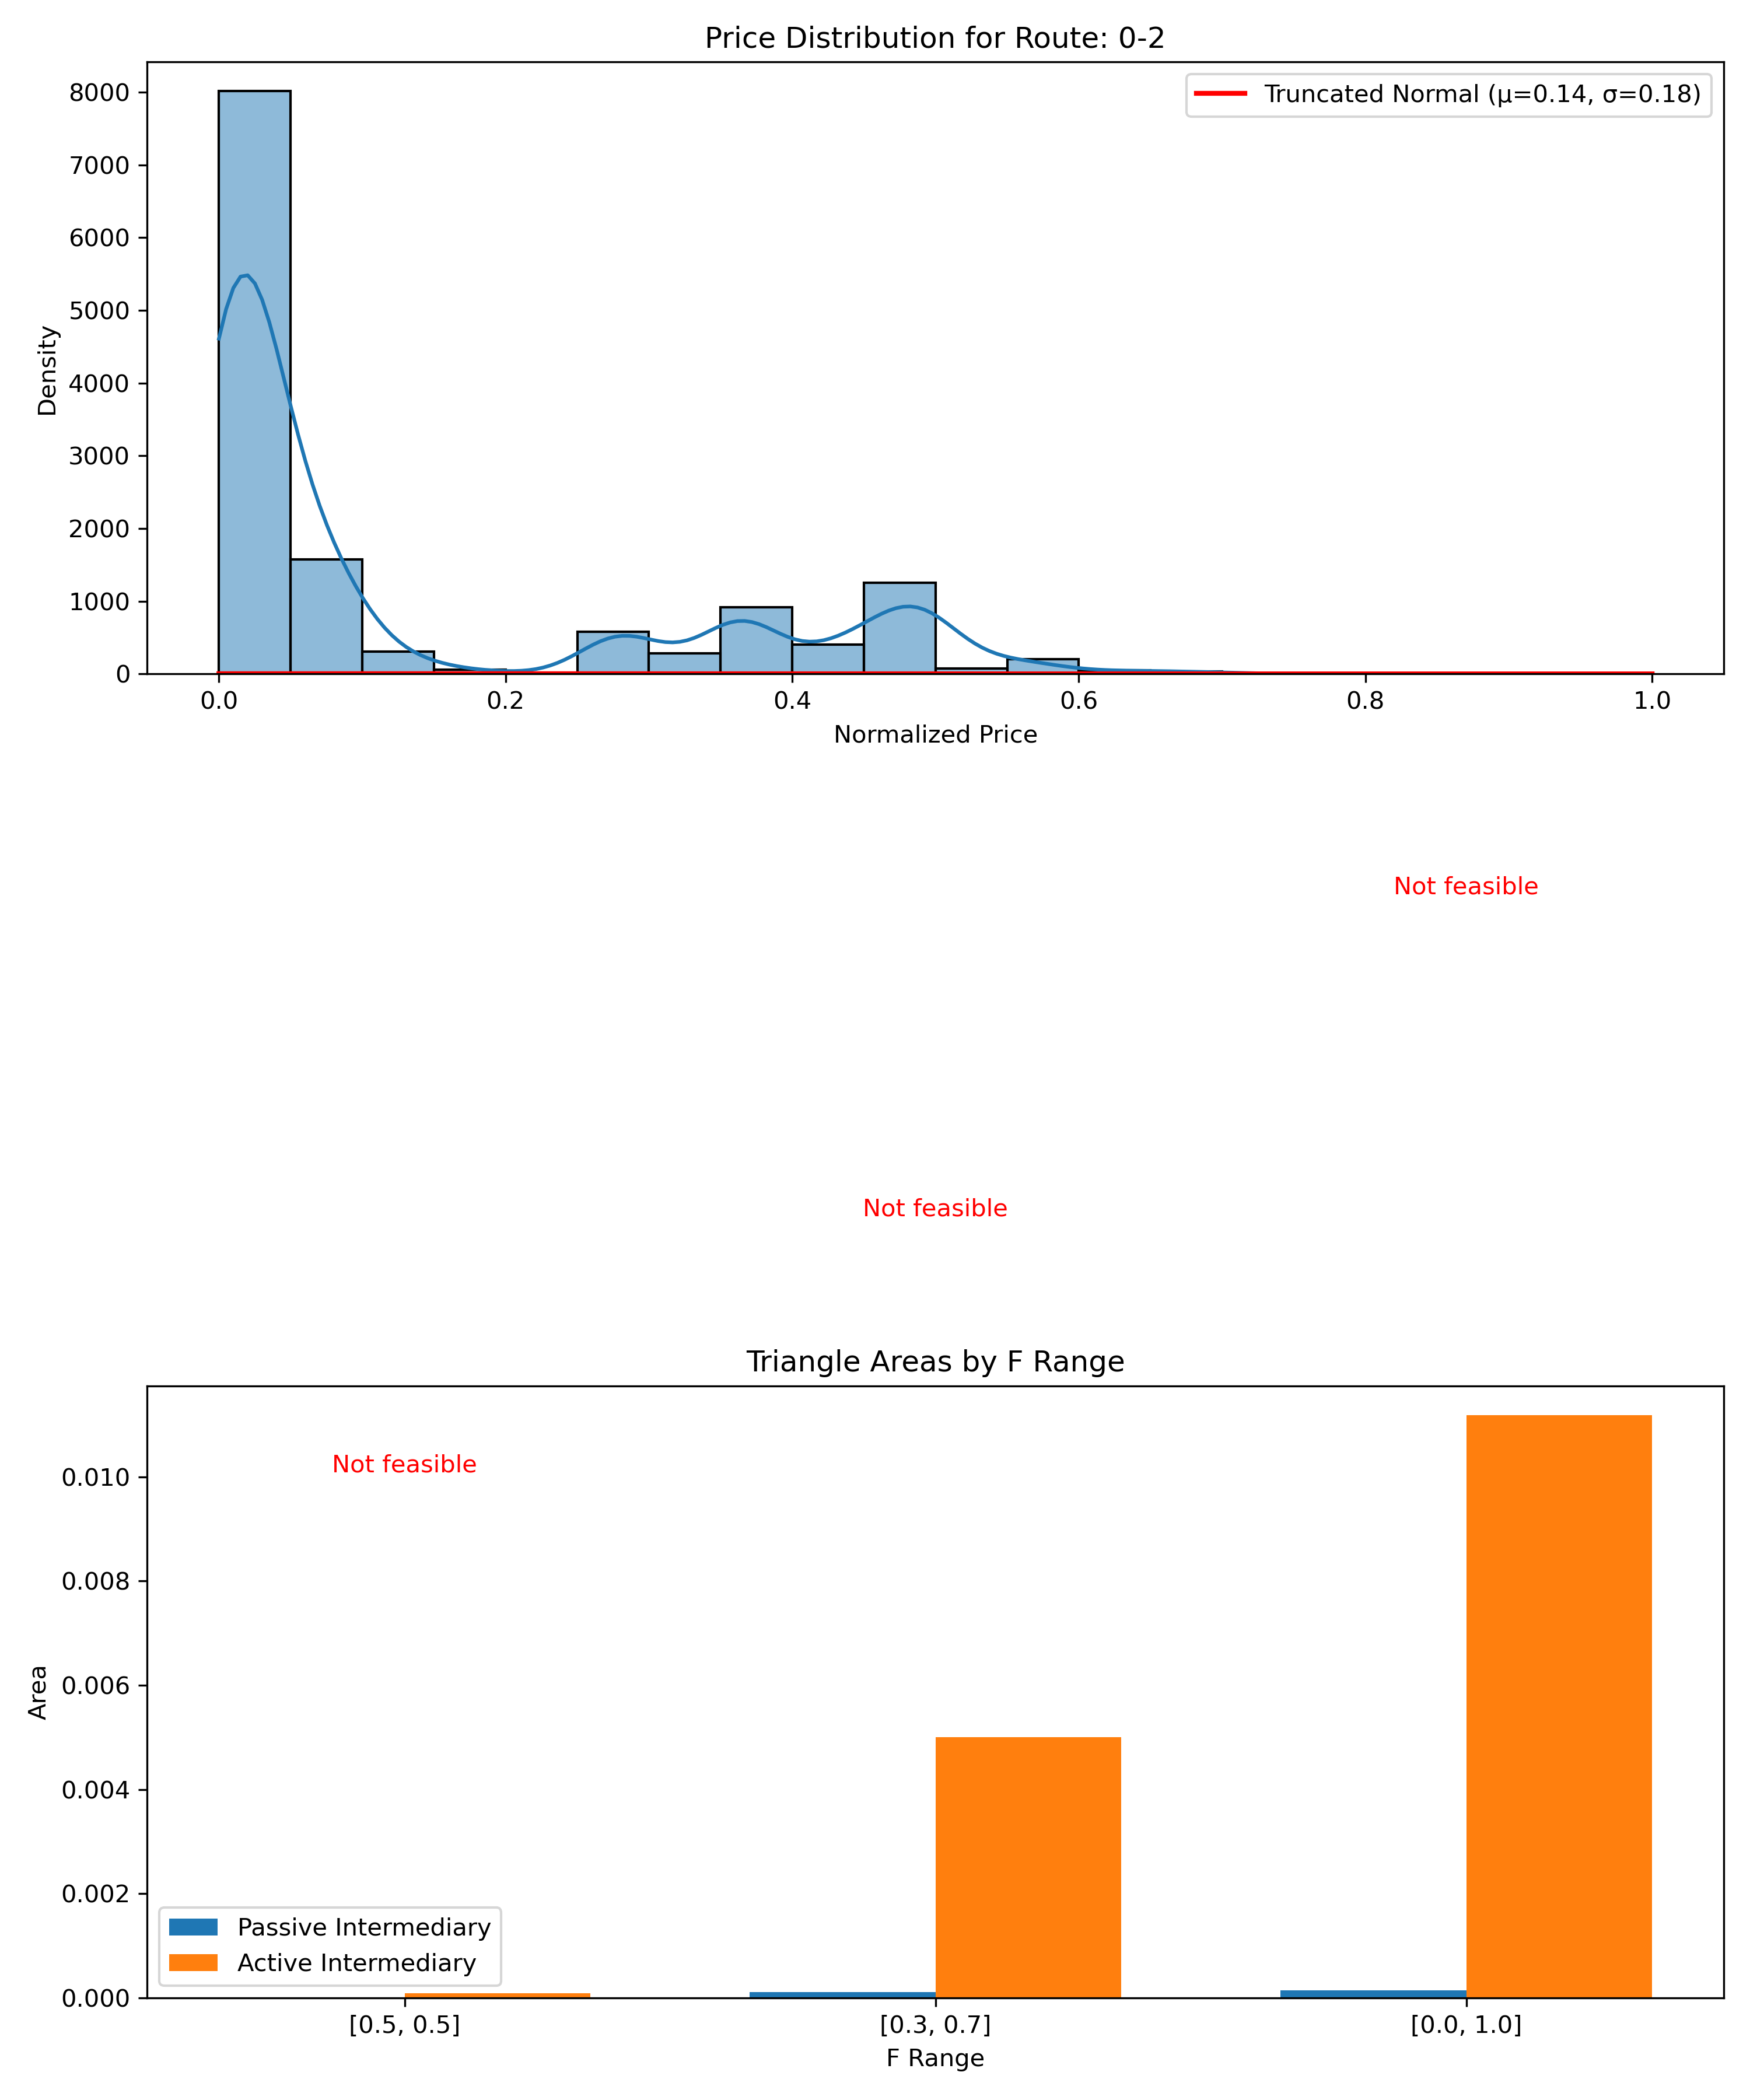 Price Distribution for Route: 0-2
Truncated Normal (μ=0.14, σ=0.18)
8000
7000
6000
5000
4000
3000
2000
1000
0
Density
0.0 0.2 0.4 0.6 0.8 1.0
Normalized Price
Not feasible
Not feasible
Triangle Areas by F Range
Not feasible
0.010
0.008
0.006
0.004
0.002
0.000
Area
Passive Intermediary
Active Intermediary
[0.5, 0.5] [0.3, 0.7] [0.0, 1.0]
F Range